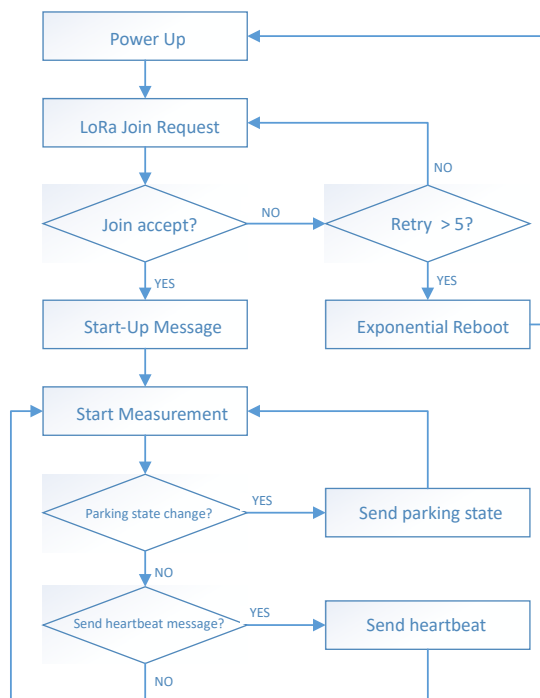 Power Up
LoRa Join Request
NO
Join accept?
NO
Retry > 5?
YES
YES
Start-Up Message
Exponential Reboot
Start Measurement
Parking state change?
YES
Send parking state
NO
Send heartbeat message?
YES
Send heartbeat
NO